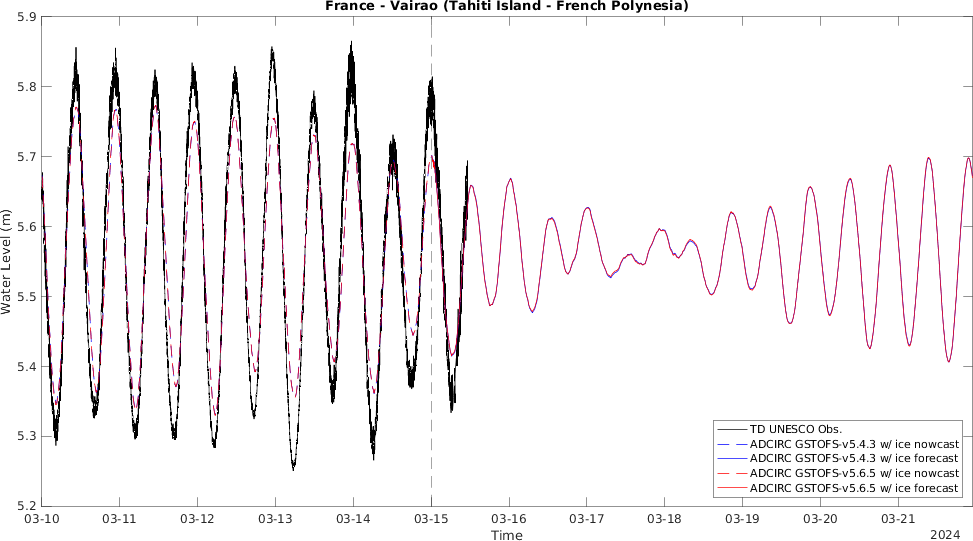 France - Vairao (Tahiti Island - French Polynesia)
5.9
5.8
5.7
5.6
5.5
5.4
5.3
5.2
Water Level (m)
TD UNESCO Obs.
ADCIRC GSTOFS-v5.4.3 w/ ice nowcast
ADCIRC GSTOFS-v5.4.3 w/ ice forecast
ADCIRC GSTOFS-v5.6.5 w/ ice nowcast
ADCIRC GSTOFS-v5.6.5 w/ ice forecast
03-10 03-11 03-12 03-13 03-14 03-15 03-16 03-17 03-18 03-19 03-20 03-21
Time
2024